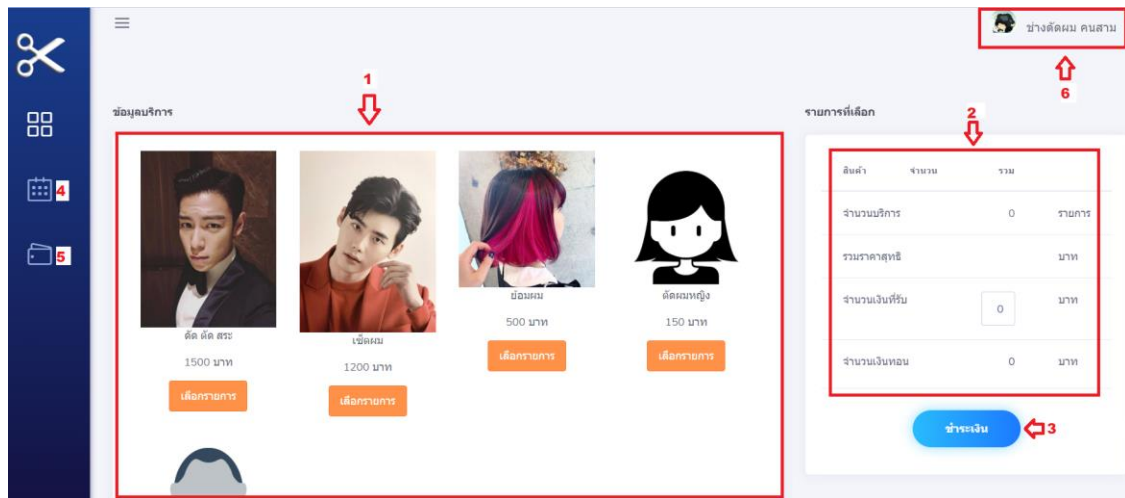 ช่างตัดผม คนสาม
6
1
ข้อมูลบริการ
รายการที่เลือก
2
4
5
ดัด ตัด สระ
1500 บาท
เลือกรายการ
เซ็ตผม
1200 บาท
เลือกรายการ
ย้อมผม
500 บาท
เลือกรายการ
ตัดผมหญิง
150 บาท
เลือกรายการ
สินค้า จำนวน รวม
จำนวนบริการ 0 รายการ
รวมราคาสุทธิ บาท
จำนวนเงินที่รับ 0 บาท
จำนวนเงินทอน 0 บาท
ชำระเงิน 3